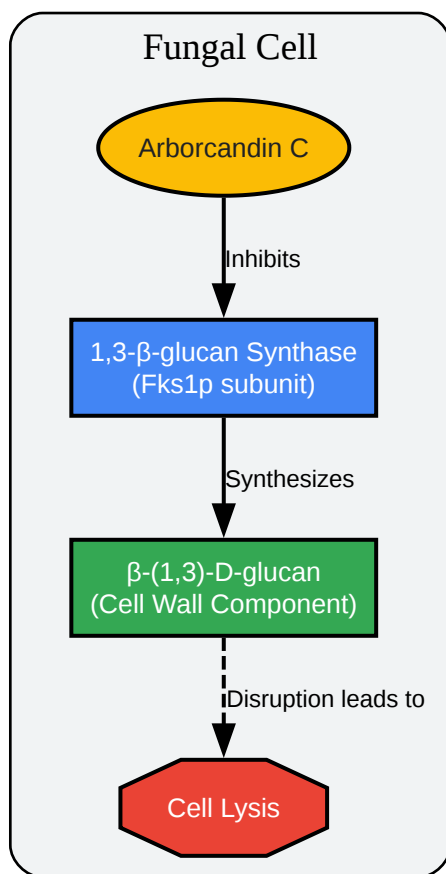 Fungal Cell
Arborcandin C
Inhibits
1,3-β-glucan Synthase
(Fks1p subunit)
Synthesizes
β-(1,3)-D-glucan
(Cell Wall Component)
Disruption leads to
Cell Lysis